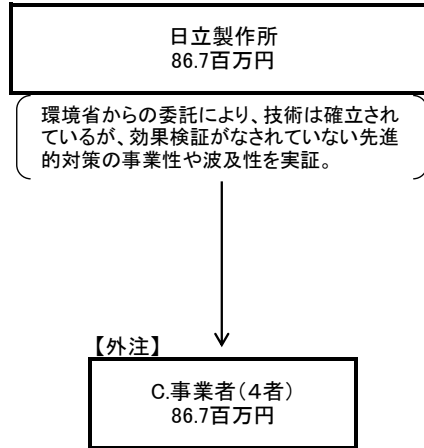 日立製作所
86.7百万円
環境省からの委託により、技術は確立され
ているが、効果検証がなされていない先進
的対策の事業性や波及性を実証。
【外注】
C.事業者(4者)
86.7百万円